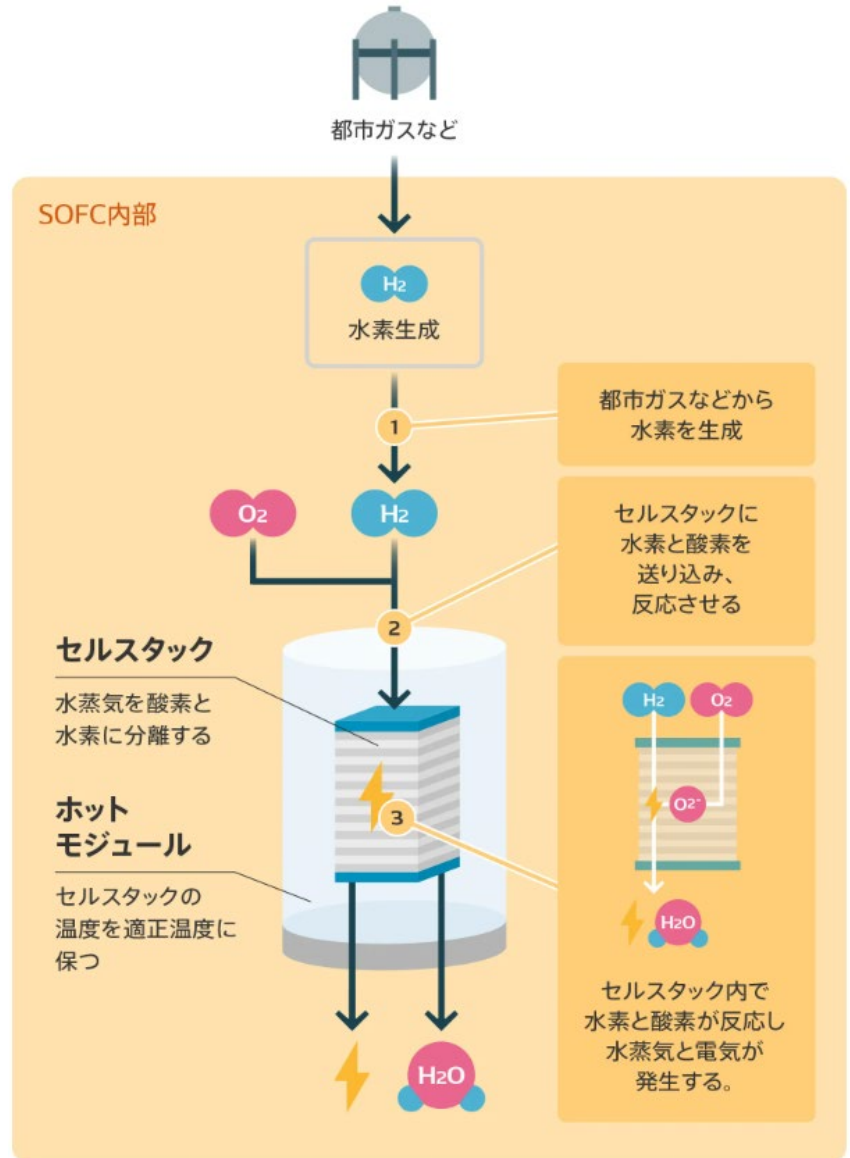 都市ガスなど
SOFC内部
H2
水素生成
1
都市ガスなどから
水素を生成
O2
H2
セルスタックに
水素と酸素を
送り込み、
反応させる
2
セルスタック
水蒸気を酸素と
水素に分離する
3
ホット
モジュール
セルスタックの
温度を適正温度に
保つ
H2O
H2
O2
O2-
H2O
セルスタック内で
水素と酸素が反応し
水蒸気と電気が
発生する。